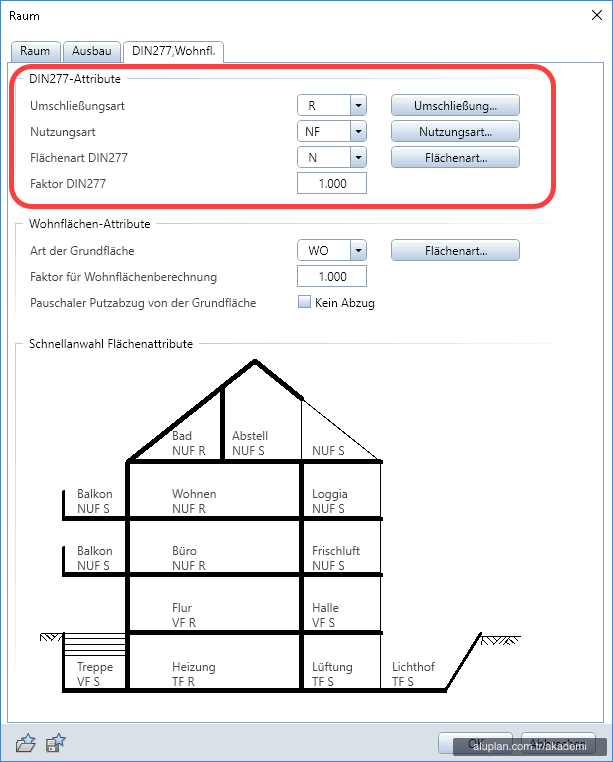 Raum
Raum Ausbau DIN277,Wohnfl.
DIN277-Attribute
Umschließungsart R Umschließung...
Nutzungsart NF Nutzungsart...
Flächenart DIN277 N Flächenart...
Faktor DIN277 1.000
Wohnflächen-Attribute
Art der Grundfläche WO Flächenart...
Faktor für Wohnflächenberechnung 1.000
Pauschaler Putzabzug von der Grundfläche Kein Abzug
Schnellanwahl Flächenattribute
Bad Abstell
NUF R NUF S NUF S
Balkon Wohnen Loggia
NUF S NUF R NUF S
Balkon Büro Frischluft
NUF S NUF R NUF S
Flur Halle
VF R VF S
Treppe Heizung Lüftung Lichthof
VF S TF R TF S TF S
aluplan.com.tr/akademi